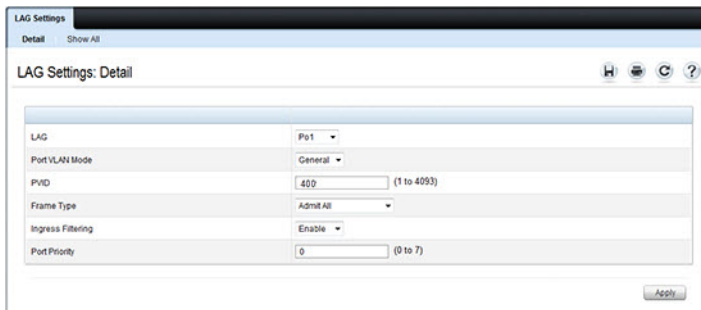 LAG Settings
Detail Show All
LAG Settings: Detail
?
LAG Po1
Port VLAN Mode General
PVID 400 (1 to 4093)
Frame Type Admit All
Ingress Filtering Enable
Port Priority 0 (0 to 7)
Apply